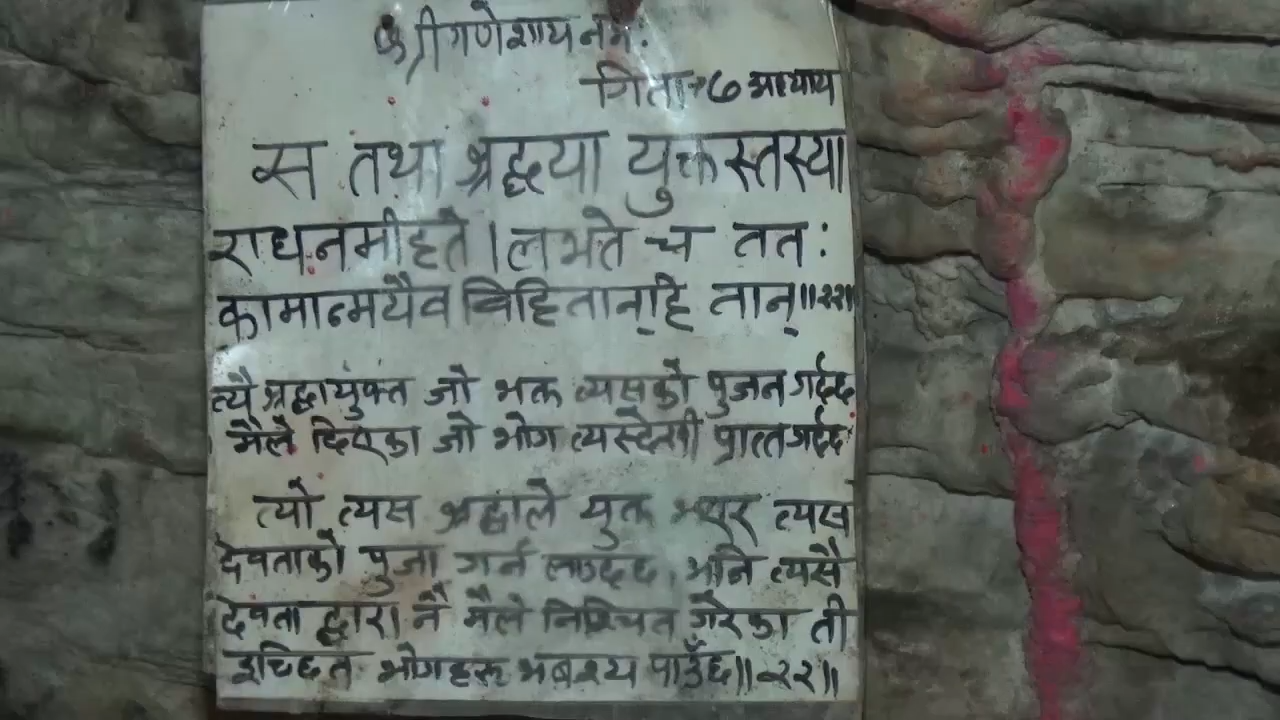 श्रीगणेशाय नमः
गिता-७ अध्याय
स तथा श्रद्धया युक्तस्तस्या
राधनमीहते। लभते च ततः
कामान्मयैव विहितान्हि तान्॥२२॥
त्यै श्रद्धायुक्त जो भक्त त्यसको पुजन गर्दछ
मैले दिएका जो भोग त्यस्देखी प्राप्त गर्दछ
त्यो त्यस श्रद्धाले युक्त भएर त्यस
देवताको पुजा गर्न लाग्दछ, अनि त्यसै
देवता द्वारा नै मैले निश्चित गरेका ती
इच्छित भोगहरू अवश्य पाउँछ॥२२॥